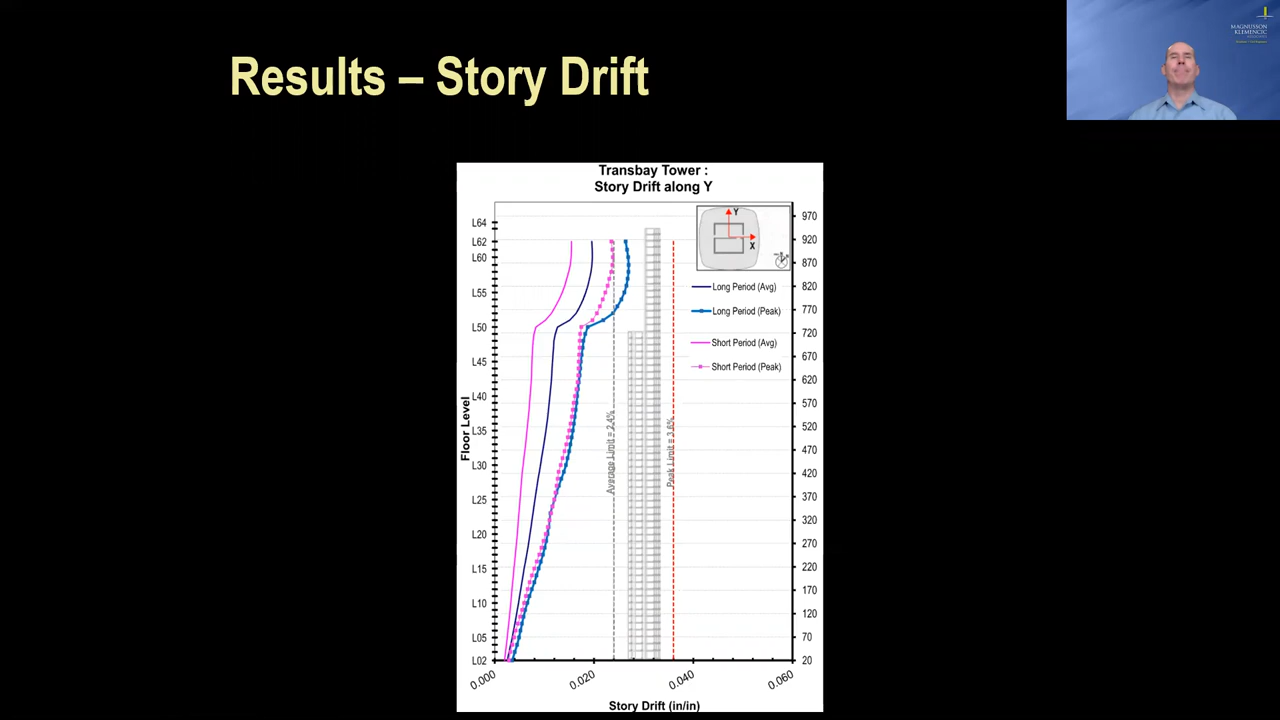 Results – Story Drift
MAGNUSSON
KLEMENCIC
Transbay Tower :
Story Drift along Y
Y
X
Long Period (Avg)
Long Period (Peak)
Short Period (Avg)
Short Period (Peak)
Floor Level
L64
L62
L60
L55
L50
L45
L40
L35
L30
L25
L20
L15
L10
L05
L02
Average Limit = 2.4%
Peak Limit = 3.6%
970
920
870
820
770
720
670
620
570
520
470
420
370
320
270
220
170
120
70
20
0.000
0.020
0.040
0.060
Story Drift (in/in)